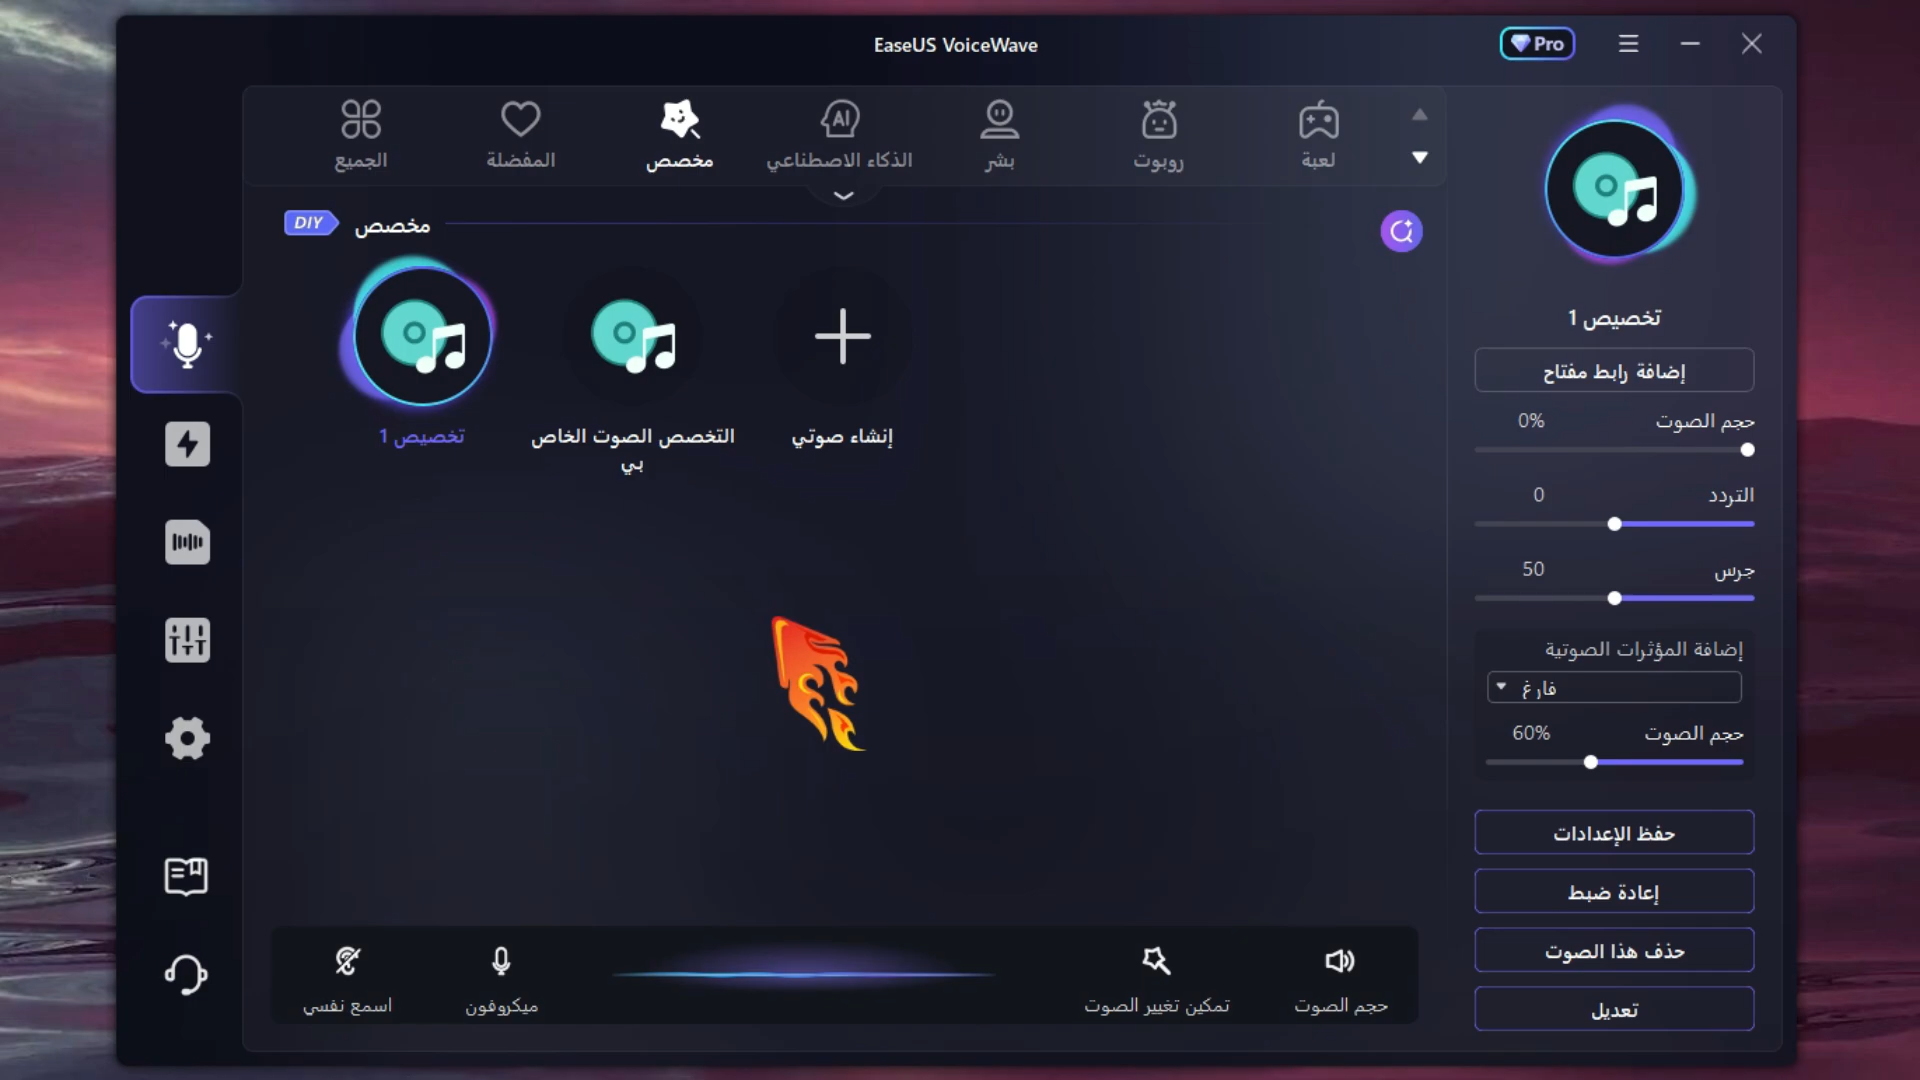 EaseUS VoiceWave
Pro
الجميع
المفضلة
مخصص
AI
الذكاء الاصطناعي
بشر
روبوت
لعبة
DIY
مخصص
تخصيص 1
التخصص الصوت الخاص
بي
إنشاء صوتي
تخصيص 1
إضافة رابط مفتاح
حجم الصوت 0%
التردد 0
جرس 50
إضافة المؤثرات الصوتية
فارغ
حجم الصوت 60%
حفظ الإعدادات
إعادة ضبط
حذف هذا الصوت
تعديل
اسمع نفسي
ميكروفون
تمكين تغيير الصوت
حجم الصوت